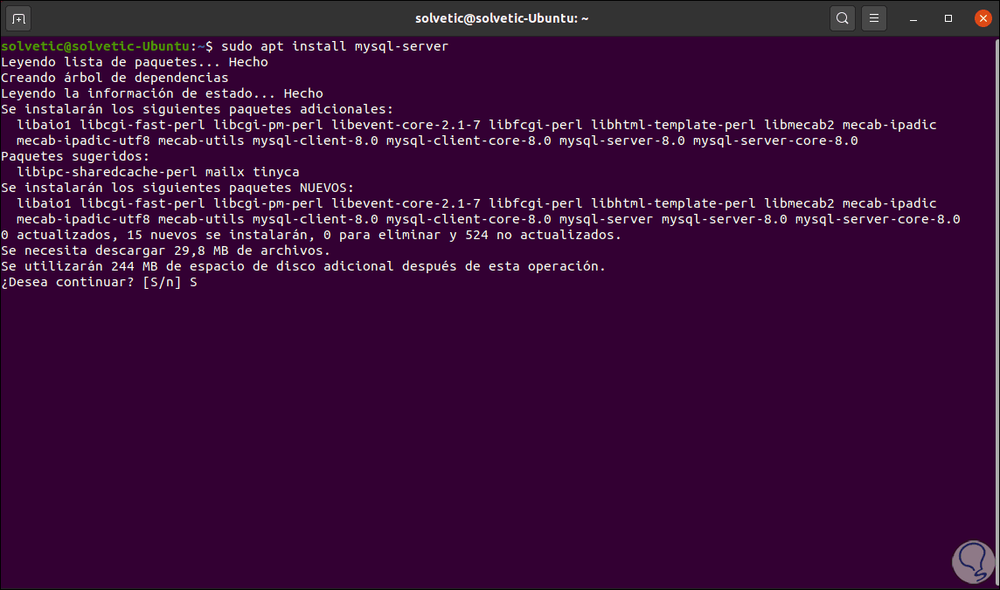 solvetic@solvetic-Ubuntu: ~
solvetic@solvetic-Ubuntu:~$ sudo apt install mysql-server
Leyendo lista de paquetes... Hecho
Creando árbol de dependencias
Leyendo la información de estado... Hecho
Se instalarán los siguientes paquetes adicionales:
  libaio1 libcgi-fast-perl libcgi-pm-perl libevent-core-2.1-7 libfcgi-perl libhtml-template-perl libmecab2 mecab-ipadic
  mecab-ipadic-utf8 mecab-utils mysql-client-8.0 mysql-client-core-8.0 mysql-server-8.0 mysql-server-core-8.0
Paquetes sugeridos:
  libipc-sharedcache-perl mailx tinyca
Se instalarán los siguientes paquetes NUEVOS:
  libaio1 libcgi-fast-perl libcgi-pm-perl libevent-core-2.1-7 libfcgi-perl libhtml-template-perl libmecab2 mecab-ipadic
  mecab-ipadic-utf8 mecab-utils mysql-client-8.0 mysql-client-core-8.0 mysql-server mysql-server-8.0 mysql-server-core-8.0
0 actualizados, 15 nuevos se instalarán, 0 para eliminar y 524 no actualizados.
Se necesita descargar 29,8 MB de archivos.
Se utilizarán 244 MB de espacio de disco adicional después de esta operación.
¿Desea continuar? [S/n] S